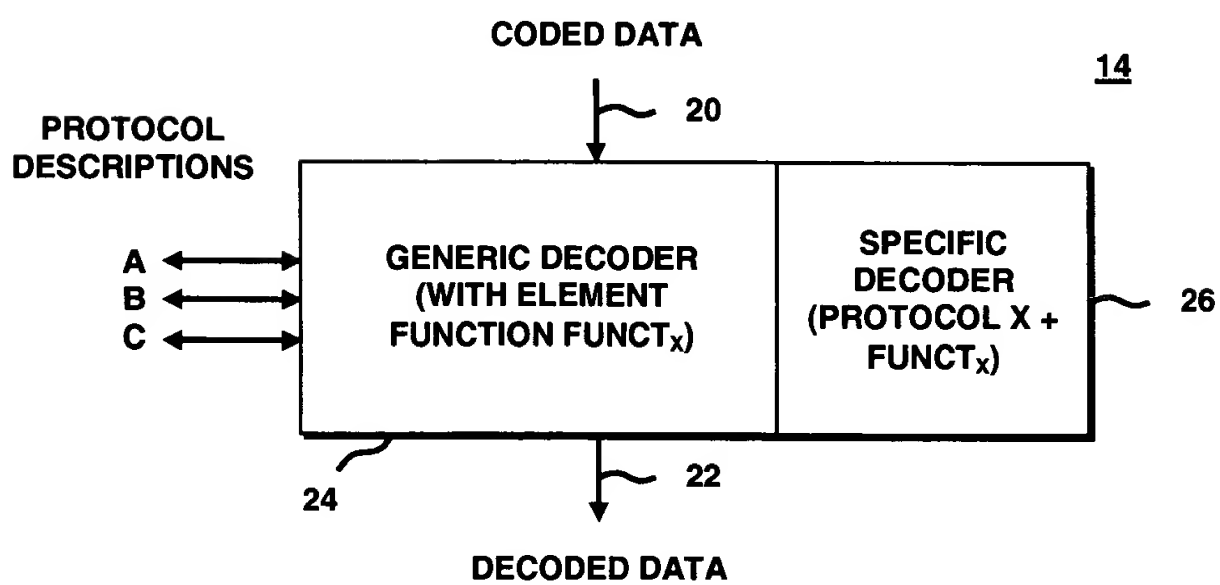 CODED DATA
14
20
PROTOCOL
DESCRIPTIONS
A
B
C
GENERIC DECODER
(WITH ELEMENT
FUNCTION FUNCTX)
SPECIFIC
DECODER
(PROTOCOL X +
FUNCTX)
26
24
22
DECODED DATA